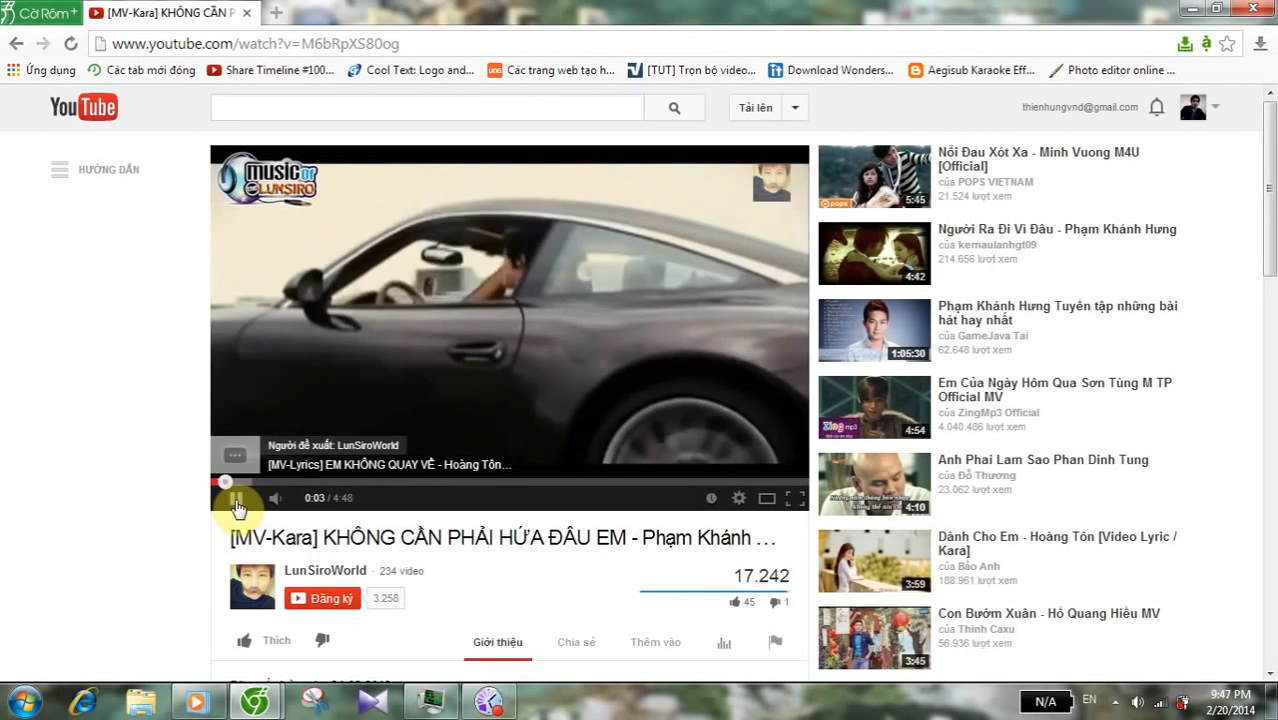 Cờ Rôm+
[MV-Kara] KHÔNG CẦN P
www.youtube.com/watch?v=M6bRpXS80og
Ứng dụng
Các tab mới đóng
Share Timeline #100...
Cool Text: Logo and...
Các trang web tạo h...
[TUT] Trọn bộ video...
Download Wonders...
Aegisub Karaoke Eff...
Photo editor online ...
YouTube
Tải lên
thienhungvnd@gmail.com
HƯỚNG DẪN
music of
LUNSIRO
Người đề xuất: LunSiroWorld
[MV-Lyrics] EM KHÔNG QUAY VỀ - Hoàng Tôn...
0:03 / 4:48
[MV-Kara] KHÔNG CẦN PHẢI HỨA ĐÂU EM - Phạm Khánh ...
LunSiroWorld · 234 video
Đăng ký
3.258
17.242
45
1
Thích
Giới thiệu
Chia sẻ
Thêm vào
Nỗi Đau Xót Xa - Minh Vuong M4U
[Official]
của POPS VIETNAM
21.524 lượt xem
pops
5:45
Người Ra Đi Vì Đâu - Phạm Khánh Hưng
của kemaulanhgt09
214.656 lượt xem
4:42
Phạm Khánh Hưng Tuyển tập những bài
hát hay nhất
của GameJava Tai
62.648 lượt xem
1:05:30
Em Của Ngày Hôm Qua Sơn Tùng M TP
Official MV
của ZingMp3 Official
4.040.486 lượt xem
Zing mp3
4:54
Anh Phai Lam Sao Phan Dinh Tung
của Đỗ Thương
23.062 lượt xem
4:10
Dành Cho Em - Hoàng Tôn [Video Lyric /
Kara]
của Bảo Anh
188.961 lượt xem
3:59
Con Bướm Xuân - Hồ Quang Hiếu MV
của Thinh Caxu
56.936 lượt xem
3:45
N/A
EN
9:47 PM
2/20/2014